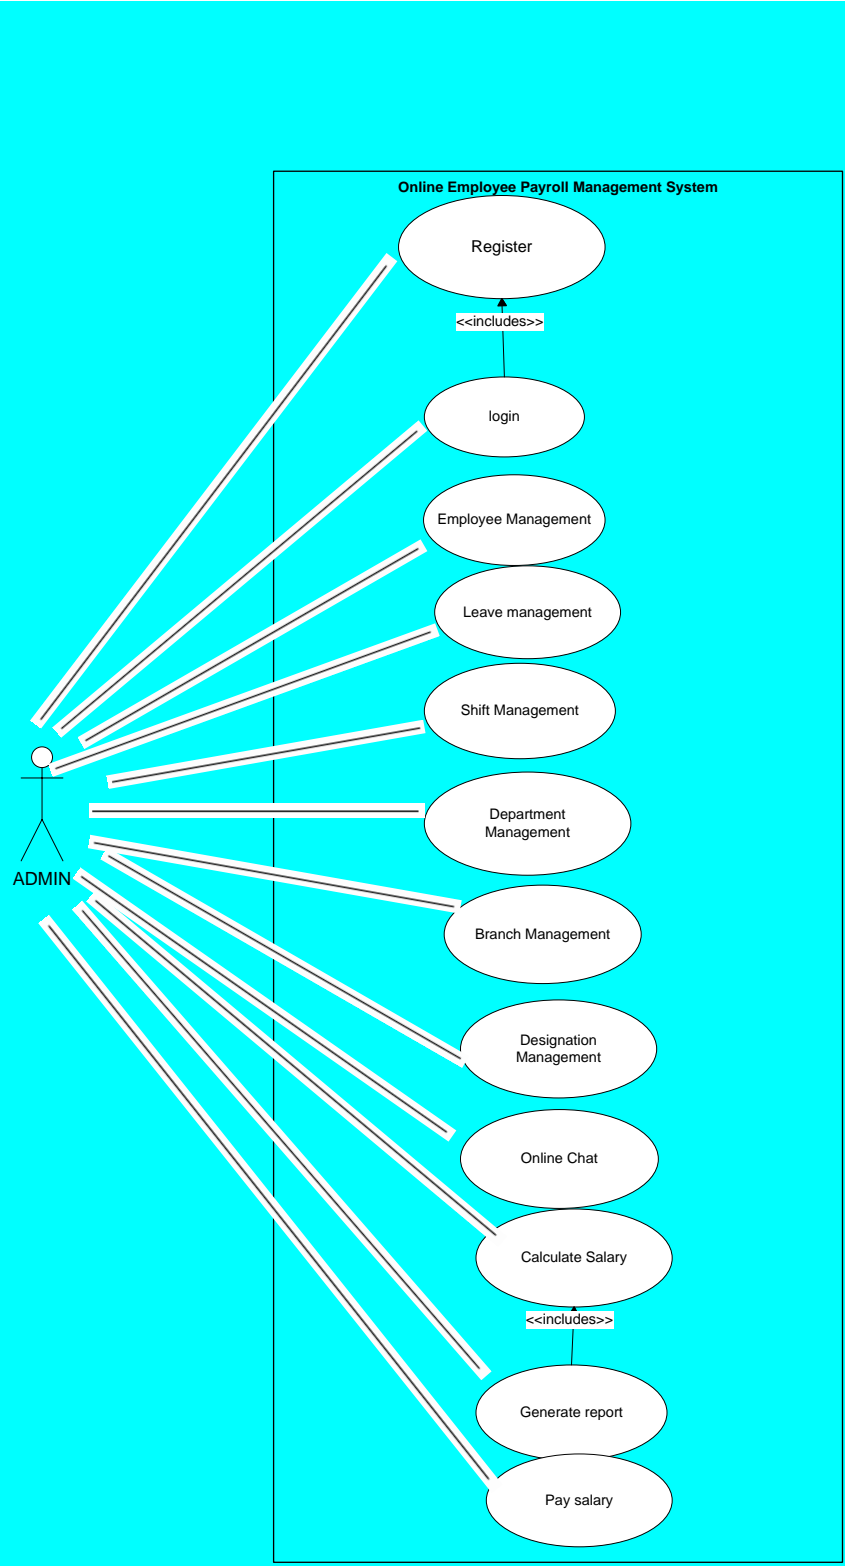 Online Employee Payroll Management System
Register
<<includes>>
login
Employee Management
Leave management
Shift Management
Department
Management
ADMIN
Branch Management
Designation
Management
Online Chat
Calculate Salary
<<includes>>
Generate report
Pay salary